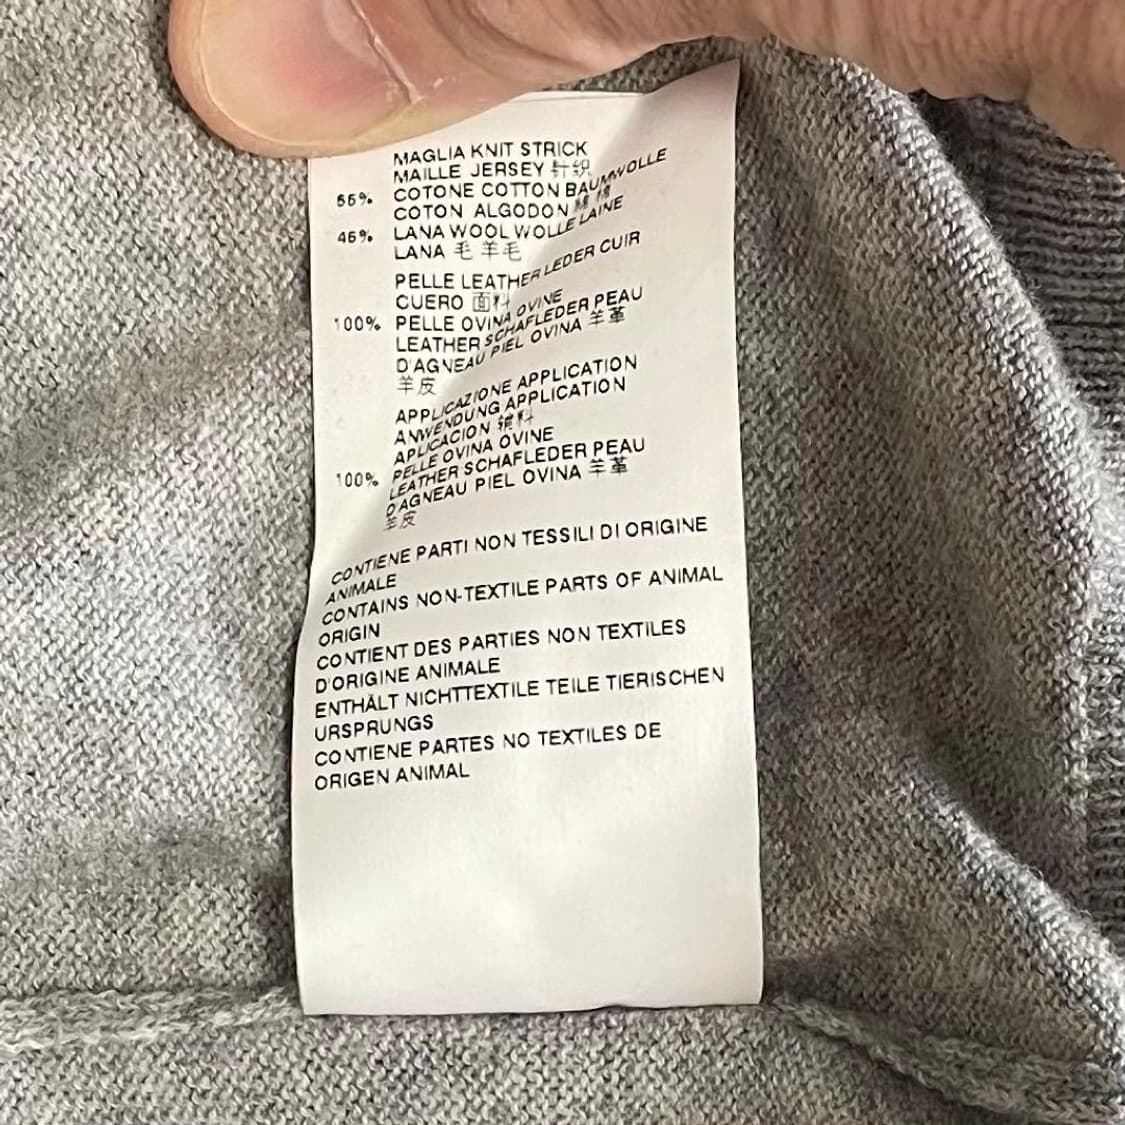 MAGLIA KNIT STRICK
MAILLE JERSEY 针织
55% COTONE COTTON BAUMWOLLE
COTON ALGODON 綿 棉
45% LANA WOOL WOLLE LAINE
LANA 毛 羊毛
PELLE LEATHER LEDER CUIR
CUERO 面料
100% PELLE OVINA OVINE
LEATHER SCHAFLEDER PEAU
D'AGNEAU PIEL OVINA 羊革
羊皮
APPLICAZIONE APPLICATION
ANWENDUNG APPLICATION
APLICACION 辅料
PELLE OVINA OVINE
100% LEATHER SCHAFLEDER PEAU
D'AGNEAU PIEL OVINA 羊革
羊皮
CONTIENE PARTI NON TESSILI DI ORIGINE
ANIMALE
CONTAINS NON-TEXTILE PARTS OF ANIMAL
ORIGIN
CONTIENT DES PARTIES NON TEXTILES
D'ORIGINE ANIMALE
ENTHÄLT NICHTTEXTILE TEILE TIERISCHEN
URSPRUNGS
CONTIENE PARTES NO TEXTILES DE
ORIGEN ANIMAL